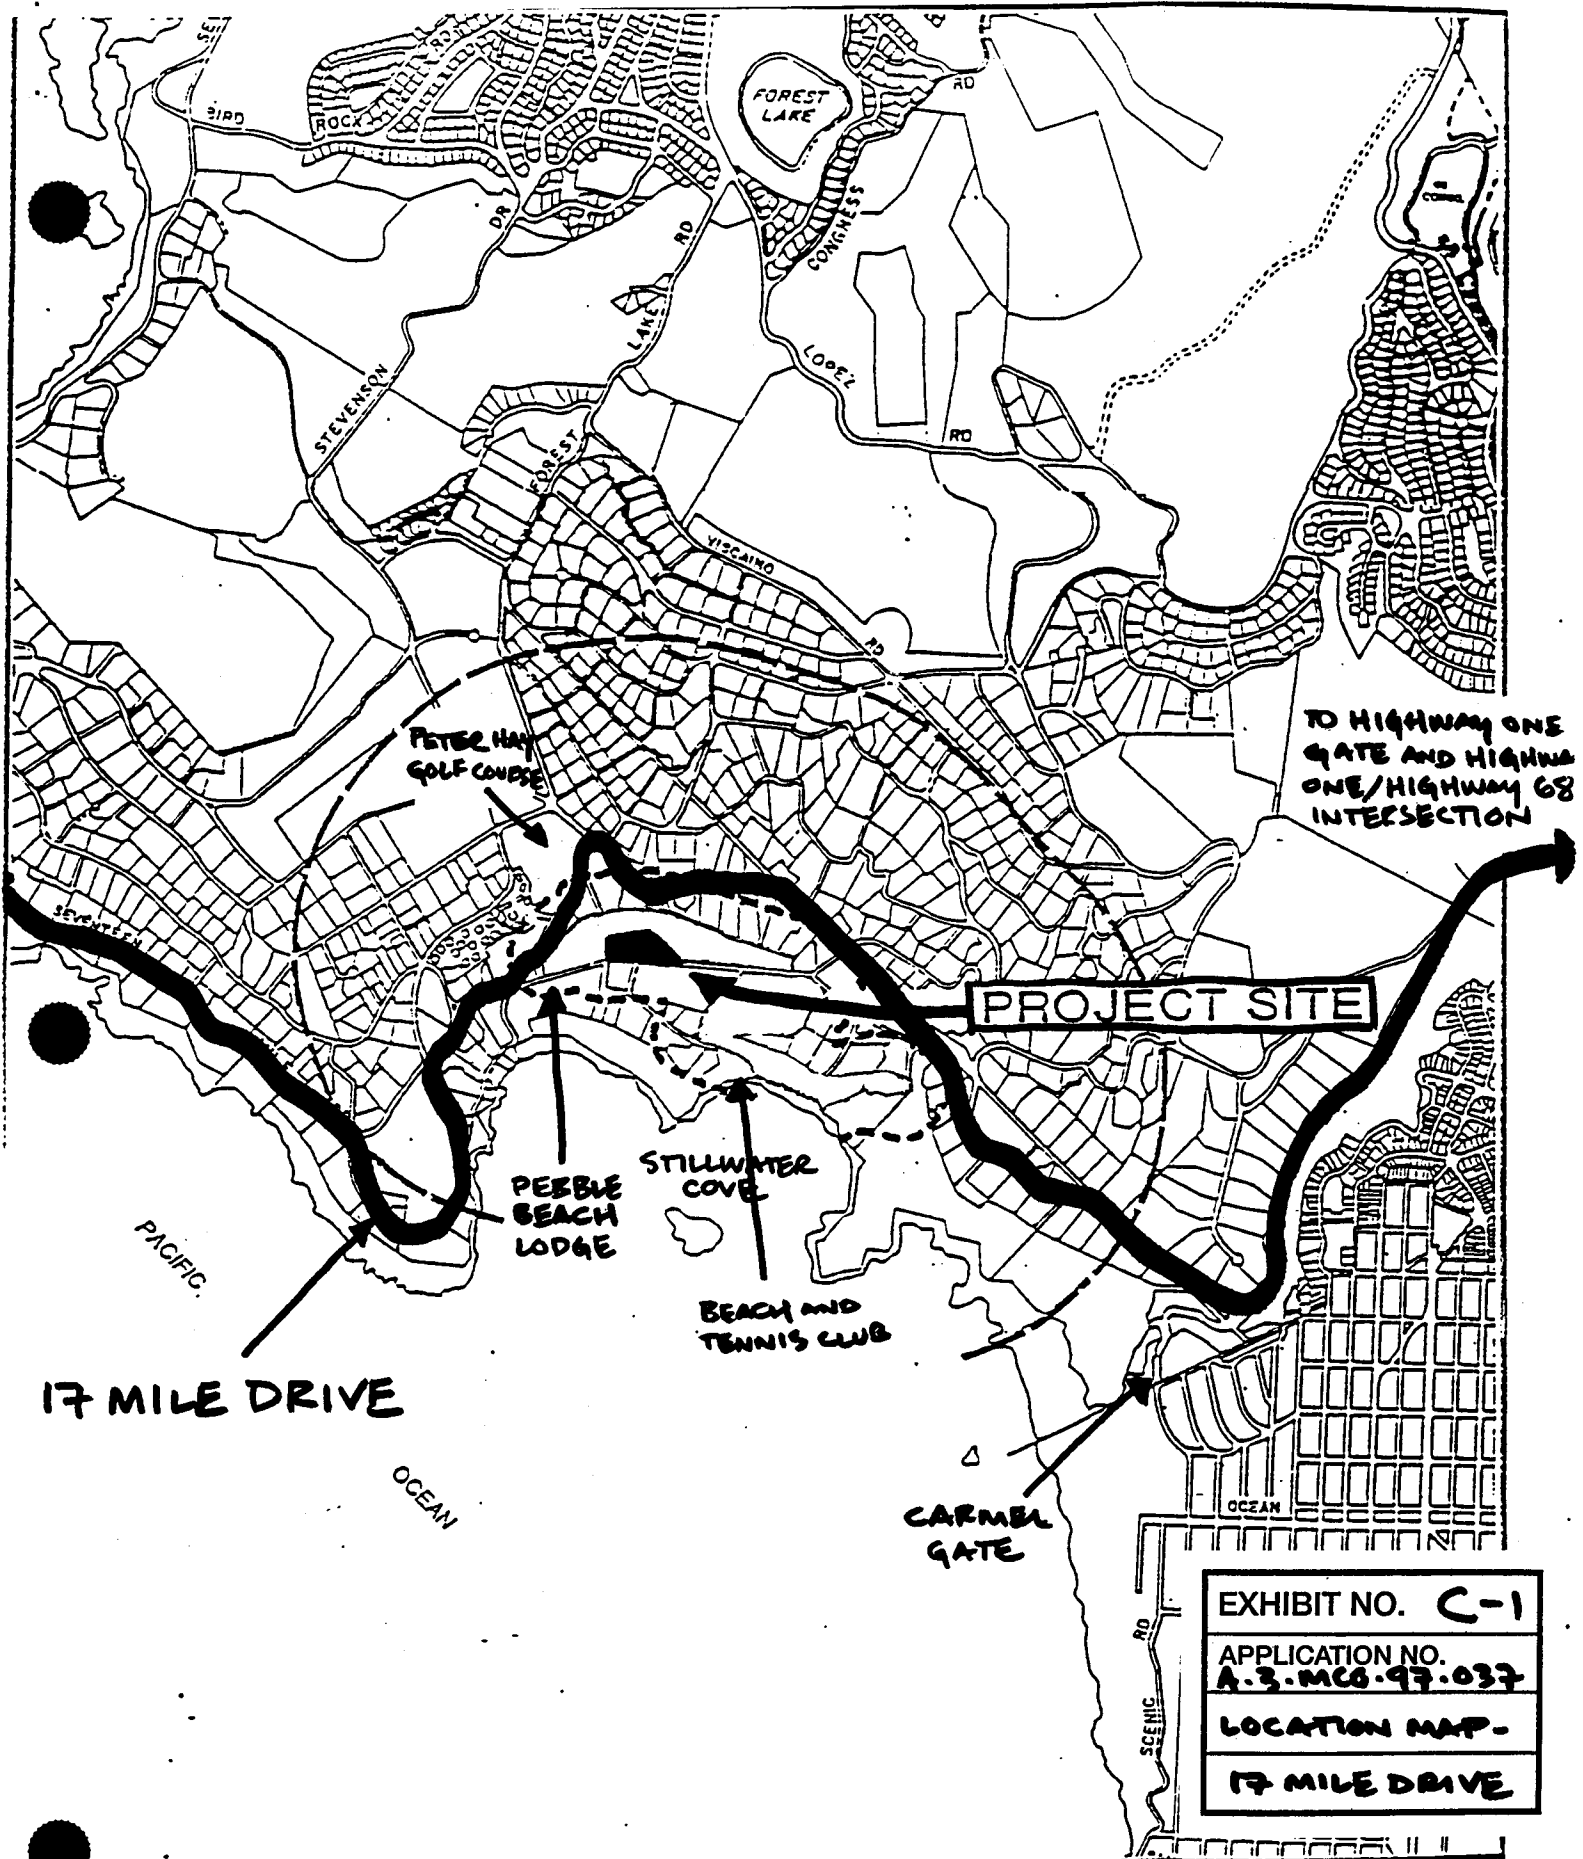 FOREST
LAKE
RD
RD
BIRD
ROCK
DR
RD
CONGRESS
LAKE
LOPEZ
STEVENSON
RD
FOREST
VISCAINO
RD
PETER HAY
GOLF COURSE
TO HIGHWAY ONE
GATE AND HIGHWA
ONE/HIGHWAY 68
INTERSECTION
SEVENTEEN
PROJECT SITE
STILLWATER
COVE
PEBBLE
BEACH
LODGE
PACIFIC
BEACH AND
TENNIS CLUB
17 MILE DRIVE
OCEAN
CARMEL
GATE
OCEAN
RD
SCENIC
EXHIBIT NO. C-1
APPLICATION NO.
A.3.MCO.97.037
LOCATION MAP-
17 MILE DRIVE